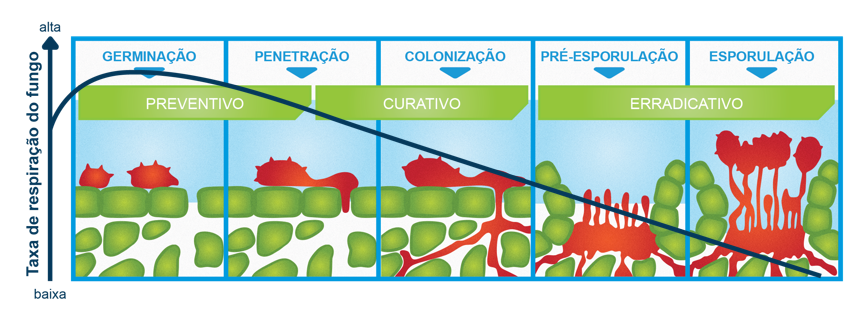 alta
Taxa de respiração do fungo
baixa
GERMINAÇÃO
PENETRAÇÃO
COLONIZAÇÃO
PRÉ-ESPORULAÇÃO
ESPORULAÇÃO
PREVENTIVO
CURATIVO
ERRADICATIVO